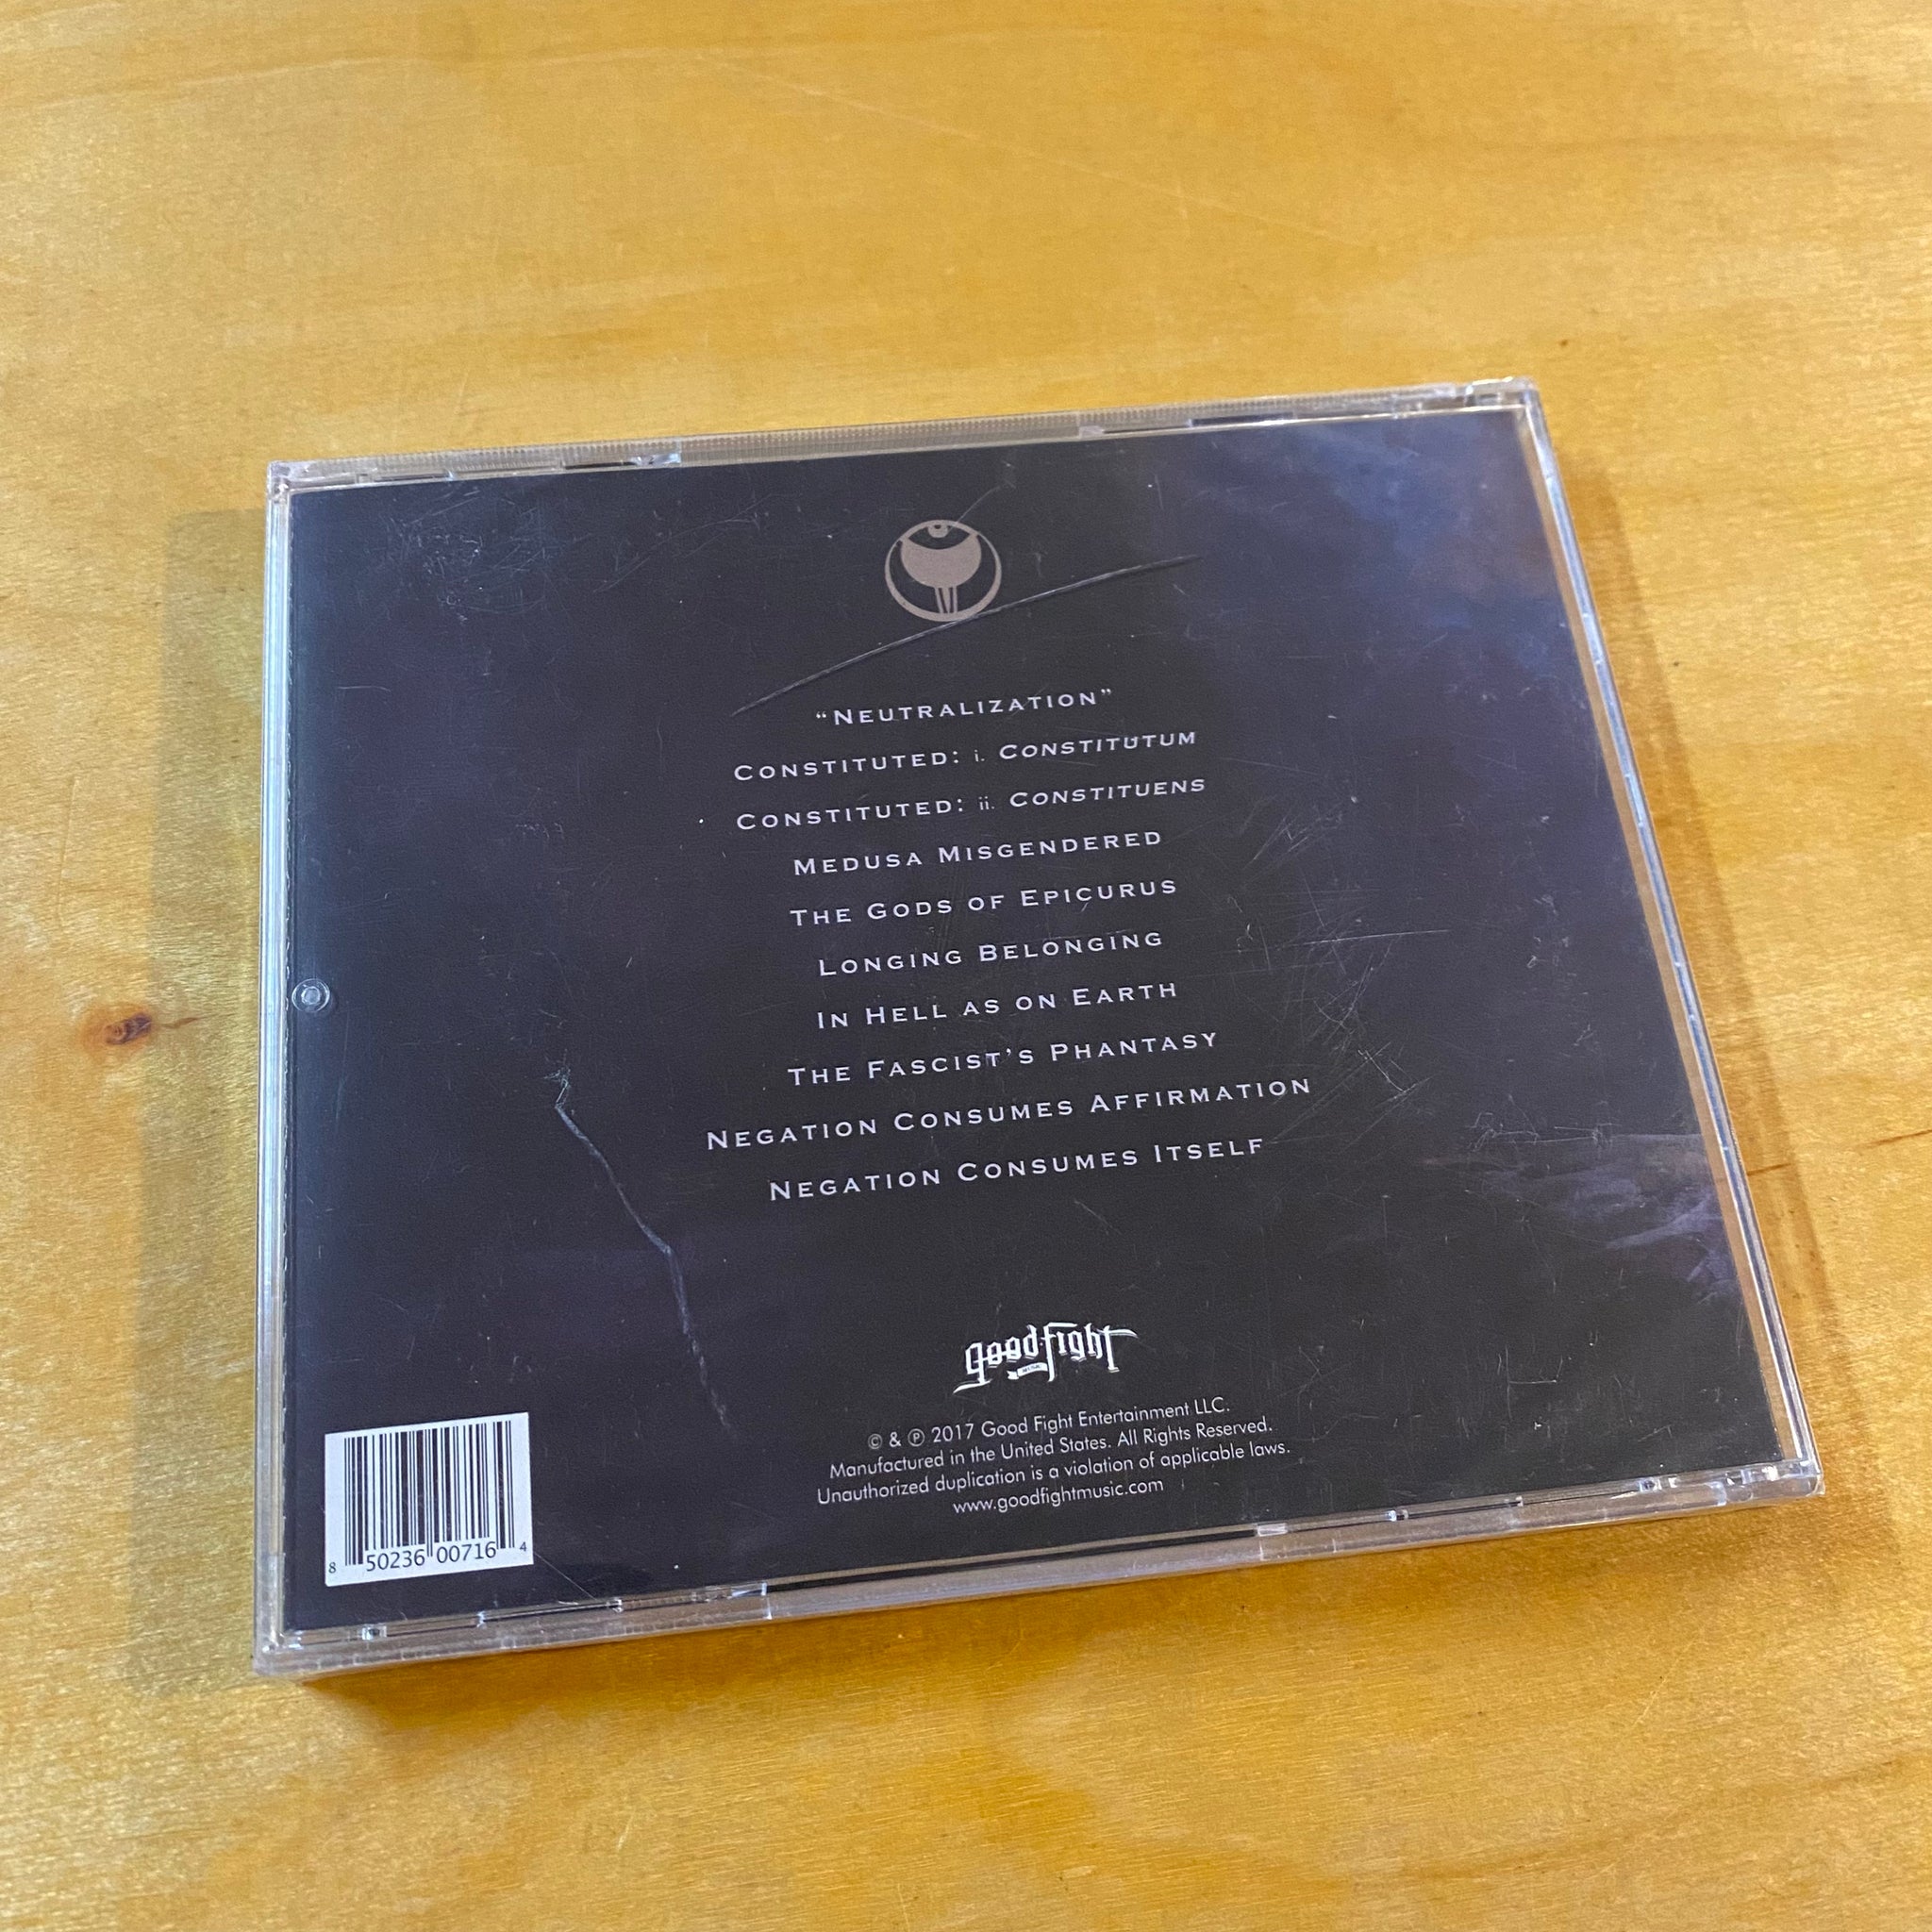 “Neutralization”
Constituted: i. Constitutum
Constituted: ii. Constituens
Medusa Misgendered
The Gods of Epicurus
Longing Belonging
In Hell as on Earth
The Fascist’s Phantasy
Negation Consumes Affirmation
Negation Consumes Itself
good fight
© & ℗ 2017 Good Fight Entertainment LLC.
Manufactured in the United States. All Rights Reserved.
Unauthorized duplication is a violation of applicable laws.
www.goodfightmusic.com
8 50236 00716 4